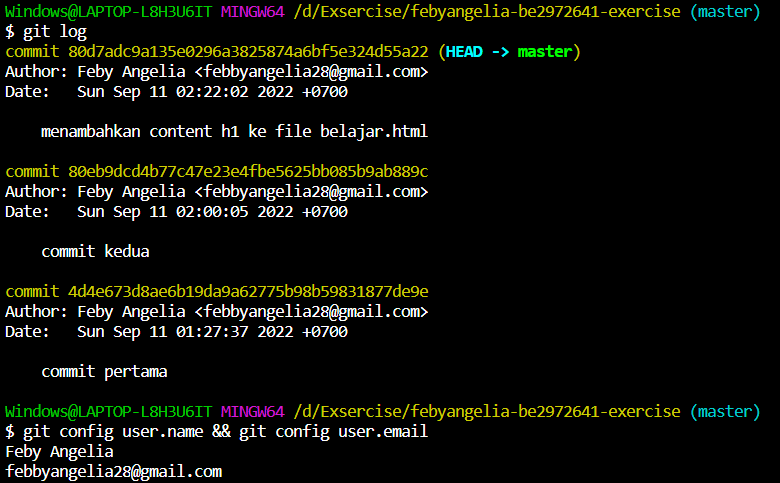 Windows@LAPTOP-L8H3U6IT MINGW64 /d/Exsercise/febyangelia-be2972641-exercise (master)
$ git log
commit 80d7adc9a135e0296a3825874a6bf5e324d55a22 (HEAD -> master)
Author: Feby Angelia <febbyangelia28@gmail.com>
Date:   Sun Sep 11 02:22:02 2022 +0700
menambahkan content h1 ke file belajar.html
commit 80eb9dcd4b77c47e23e4fbe5625bb085b9ab889c
Author: Feby Angelia <febbyangelia28@gmail.com>
Date:   Sun Sep 11 02:00:05 2022 +0700
commit kedua
commit 4d4e673d8ae6b19da9a62775b98b59831877de9e
Author: Feby Angelia <febbyangelia28@gmail.com>
Date:   Sun Sep 11 01:27:37 2022 +0700
commit pertama
Windows@LAPTOP-L8H3U6IT MINGW64 /d/Exsercise/febyangelia-be2972641-exercise (master)
$ git config user.name && git config user.email
Feby Angelia
febbyangelia28@gmail.com